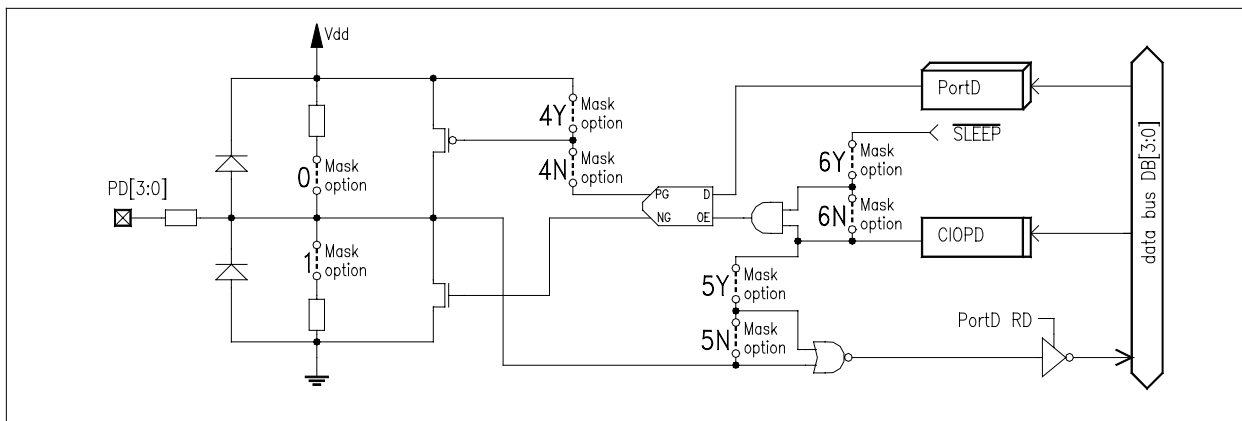 Vdd
PortD
4Y
Mask
option
SLEEP
4N
Mask
option
6Y
Mask
option
0
Mask
option
PD[3:0]
PG
D
NG
OE
6N
Mask
option
CIOPD
data bus DB[3:0]
1
Mask
option
5Y
Mask
option
5N
Mask
option
PortD RD